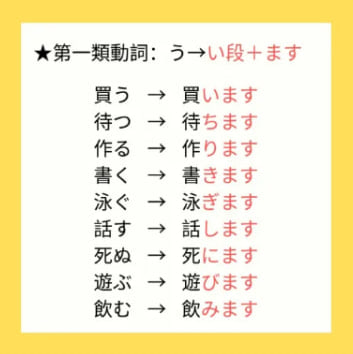 ★第一類動詞：う→い段＋ます
買う → 買います
待つ → 待ちます
作る → 作ります
書く → 書きます
泳ぐ → 泳ぎます
話す → 話します
死ぬ → 死にます
遊ぶ → 遊びます
飲む → 飲みます